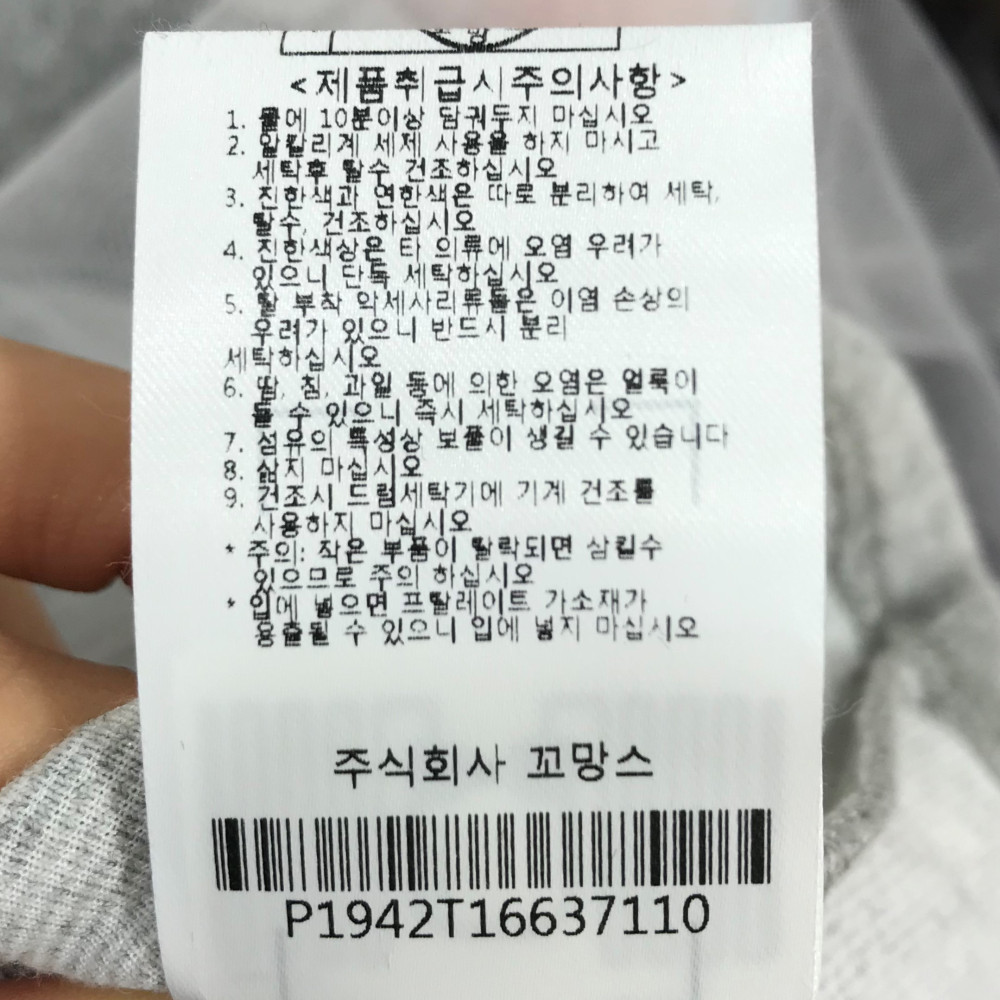 <제품취급시주의사항>
1. 물에 10분이상 담궈두지 마십시오
2. 알칼리계 세제 사용을 하지 마시고
세탁후 탈수 건조하십시오
3. 진한색과 연한색은 따로 분리하여 세탁,
탈수, 건조하십시오
4. 진한색상은 타 의류에 오염 우려가
있으니 단독 세탁하십시오
5. 탈 부착 악세사리류들은 이염 손상의
우려가 있으니 반드시 분리
세탁하십시오
6. 땀, 침, 과일 등에 의한 오염은 얼룩이
될 수 있으니 즉시 세탁하십시오
7. 섬유의 특성상 보풀이 생길 수 있습니다
8. 삶지 마십시오
9. 건조시 드럼세탁기에 기계 건조를
사용하지 마십시오
* 주의: 작은 부품이 탈락되면 삼킬수
있으므로 주의 하십시오
* 입에 넣으면 프탈레이트 가소재가
용출될 수 있으니 입에 넣지 마십시오
주식회사 꼬망스
P1942T16637110